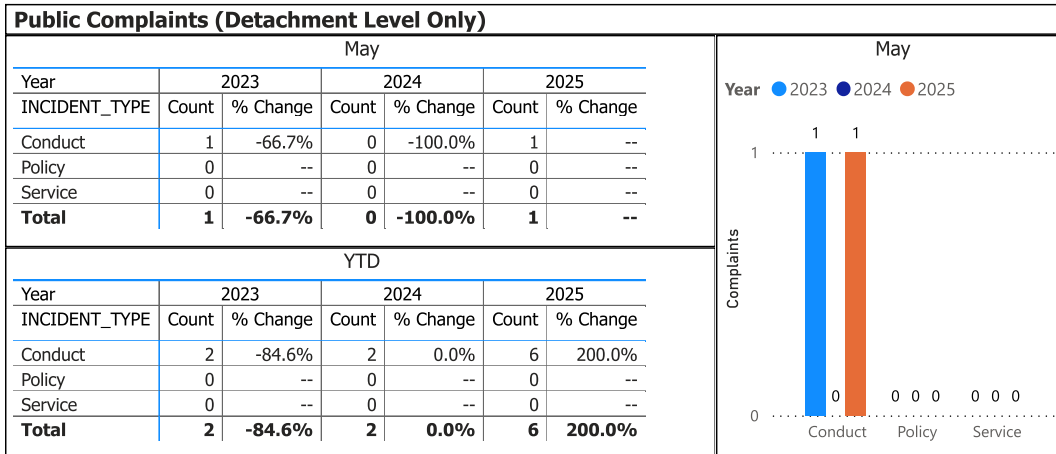 Public Complaints (Detachment Level Only)
May
Year 2023 2024 2025
INCIDENT_TYPE Count % Change Count % Change Count % Change
Conduct 1 -66.7% 0 -100.0% 1 --
Policy 0 -- 0 -- 0 --
Service 0 -- 0 -- 0 --
Total 1 -66.7% 0 -100.0% 1 --
YTD
Year 2023 2024 2025
INCIDENT_TYPE Count % Change Count % Change Count % Change
Conduct 2 -84.6% 2 0.0% 6 200.0%
Policy 0 -- 0 -- 0 --
Service 0 -- 0 -- 0 --
Total 2 -84.6% 2 0.0% 6 200.0%
May
Year 2023 2024 2025
1 1
1
Complaints
0 0 0 0 0 0 0
0
Conduct Policy Service